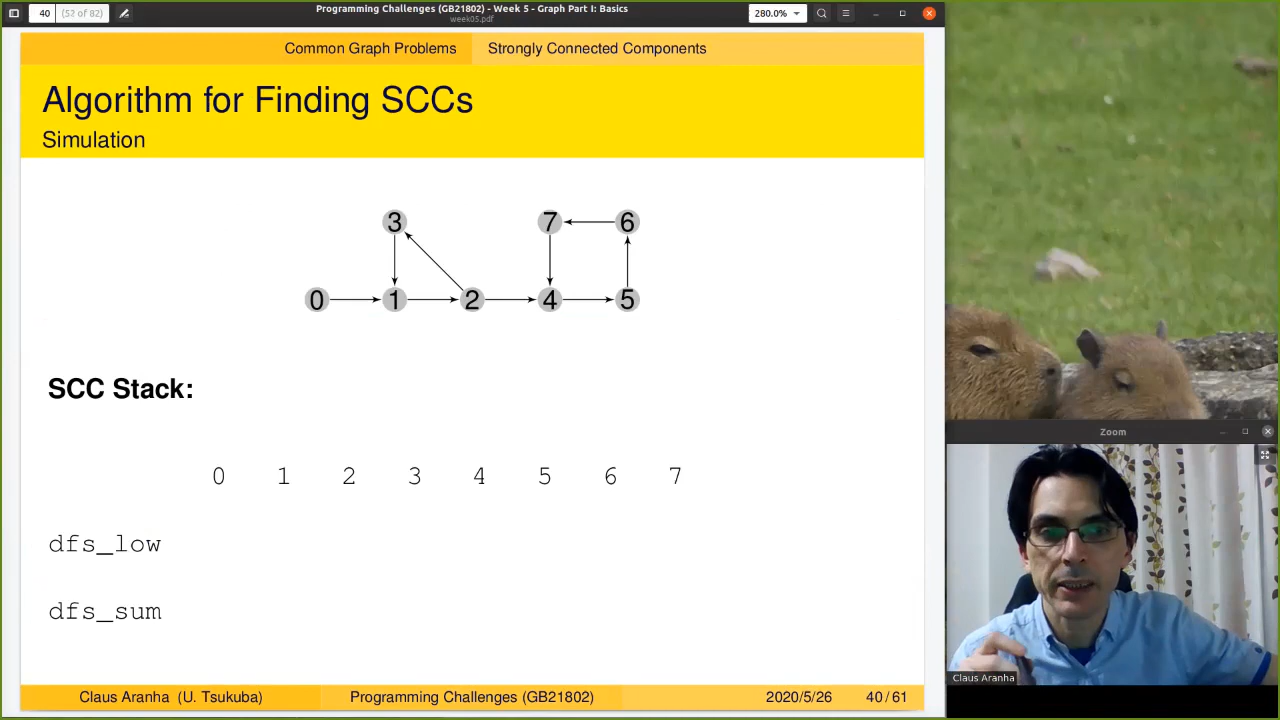 40
(52 of 82)
Programming Challenges (GB21802) - Week 5 - Graph Part I: Basics
week05.pdf
280.0%
Common Graph Problems
Strongly Connected Components
Algorithm for Finding SCCs
Simulation
3
7
6
0
1
2
4
5
SCC Stack:
0 1 2 3 4 5 6 7
dfs_low
dfs_sum
Claus Aranha (U. Tsukuba)
Programming Challenges (GB21802)
2020/5/26
40 / 61
Zoom
Claus Aranha